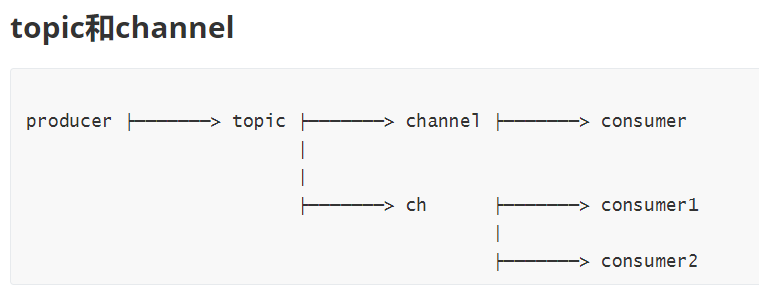 topic和channel
producer ├───────> topic ├───────> channel ├───────> consumer
                         |
                         |
                         ├───────> ch      ├───────> consumer1
                                           |
                                           ├───────> consumer2